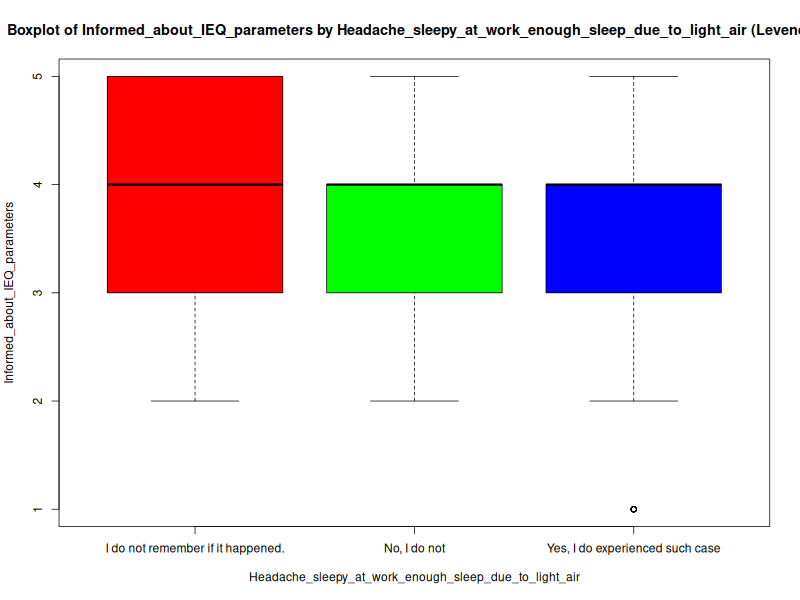 Boxplot of Informed_about_IEQ_parameters by Headache_sleepy_at_work_enough_sleep_due_to_light_air (Levene
Informed_about_IEQ_parameters
5
4
3
2
1
I do not remember if it happened. No, I do not Yes, I do experienced such case
Headache_sleepy_at_work_enough_sleep_due_to_light_air